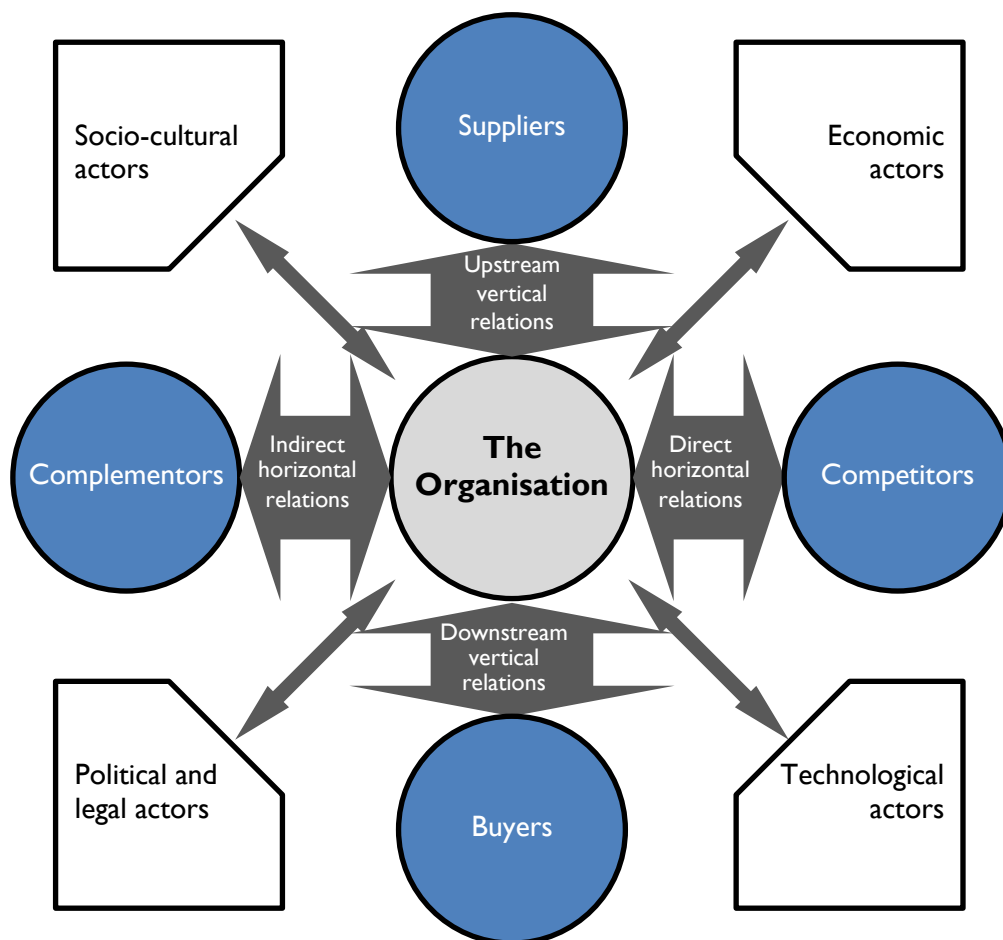 Socio-cultural
actors
Suppliers
Economic
actors
Upstream
vertical
relations
Complementors
Indirect
horizontal
relations
The
Organisation
Direct
horizontal
relations
Competitors
Downstream
vertical
relations
Political and
legal actors
Buyers
Technological
actors